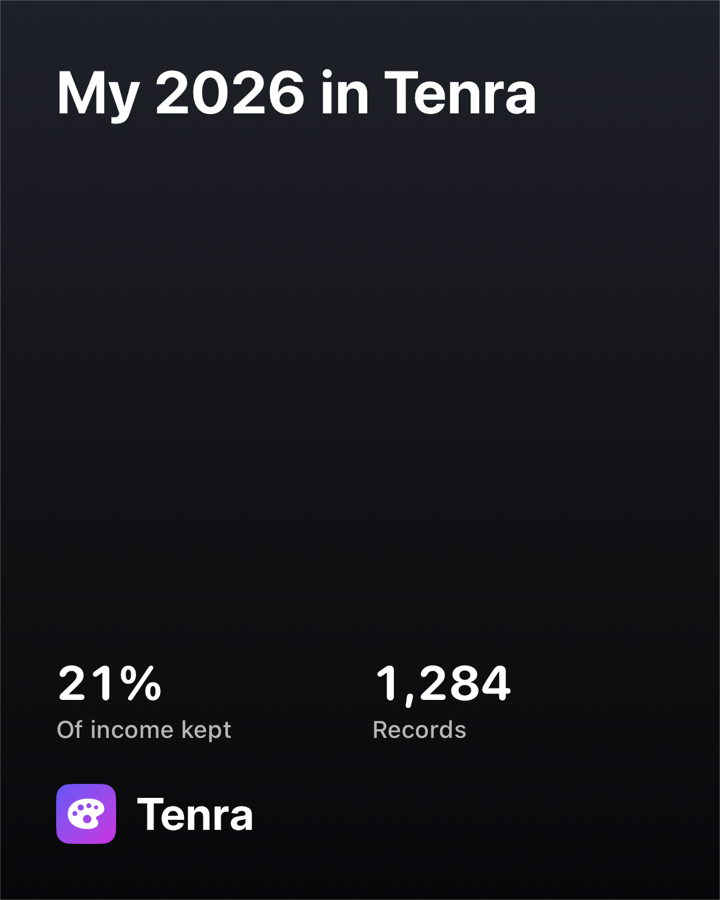 My 2026 in Tenra
21%
1,284
Of income kept
Records
Tenra